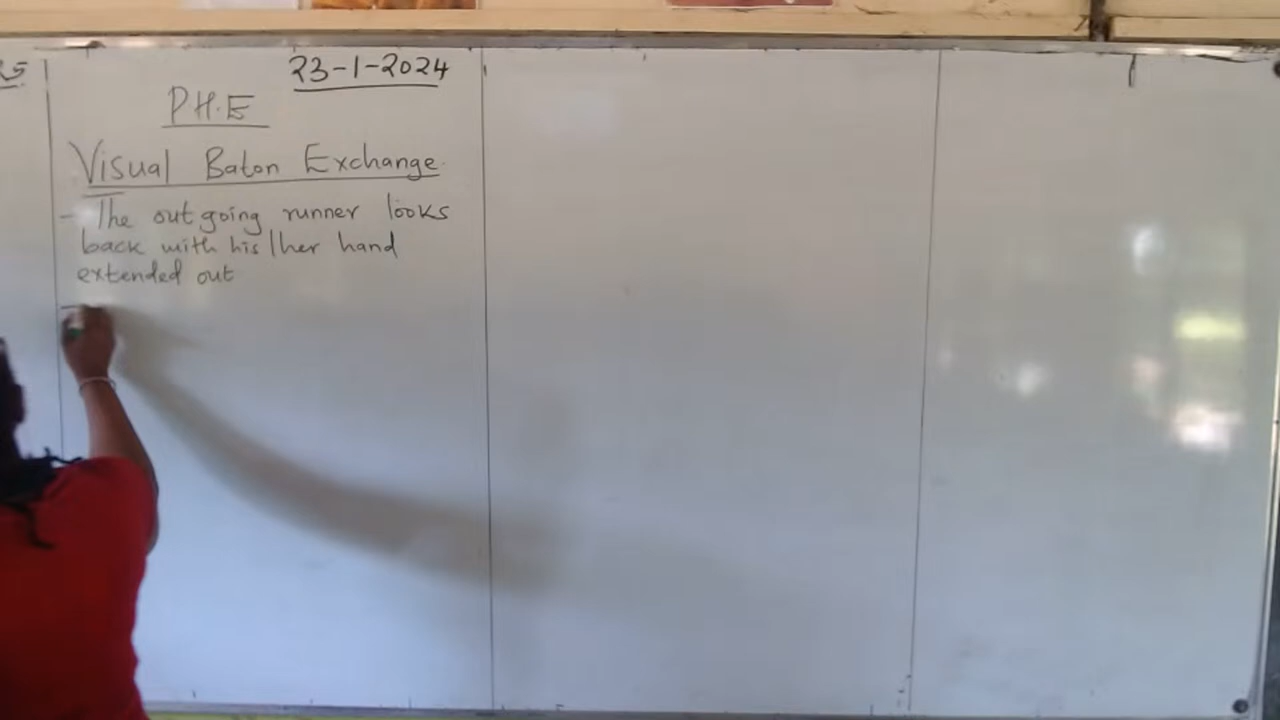 23-1-2024
P.H.E
Visual Baton Exchange.
- The outgoing runner looks
back with his/her hand
extended out